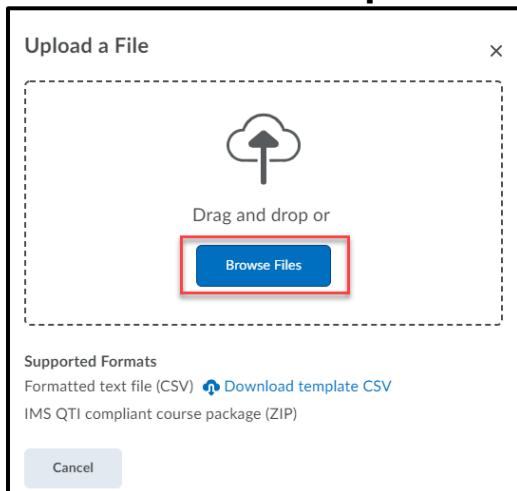 Upload a File
Drag and drop or
Browse Files
Supported Formats
Formatted text file (CSV) Download template CSV
IMS QTI compliant course package (ZIP)
Cancel